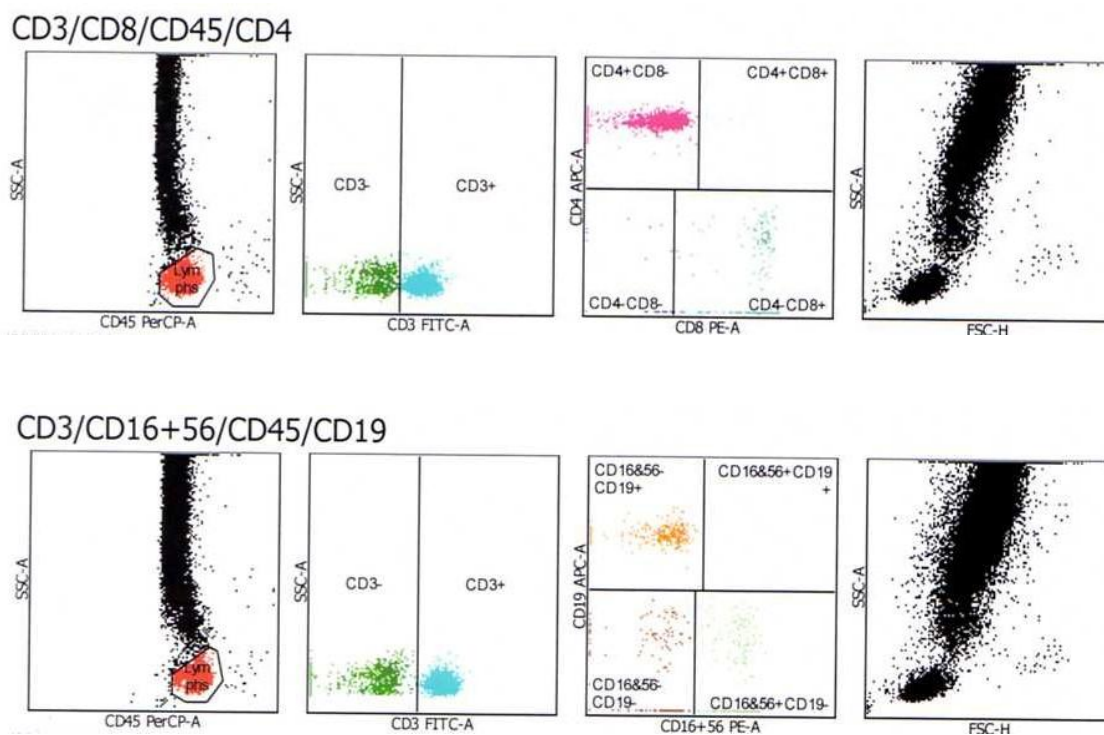 CD3/CD8/CD45/CD4
SSC-A
Lym
phs
CD45 PerCP-A
SSC-A
CD3-
CD3+
CD3 FITC-A
CD4 APC-A
CD4+CD8-
CD4+CD8+
CD4-CD8-
CD4-CD8+
CD8 PE-A
SSC-A
FSC-H
CD3/CD16+56/CD45/CD19
SSC-A
Lym
phs
CD45 PerCP-A
SSC-A
CD3-
CD3+
CD3 FITC-A
CD19 APC-A
CD16&56-
CD19+
CD16&56+CD19
+
CD16&56-
CD19-
CD16&56+CD19-
CD16+56 PE-A
SSC-A
FSC-H